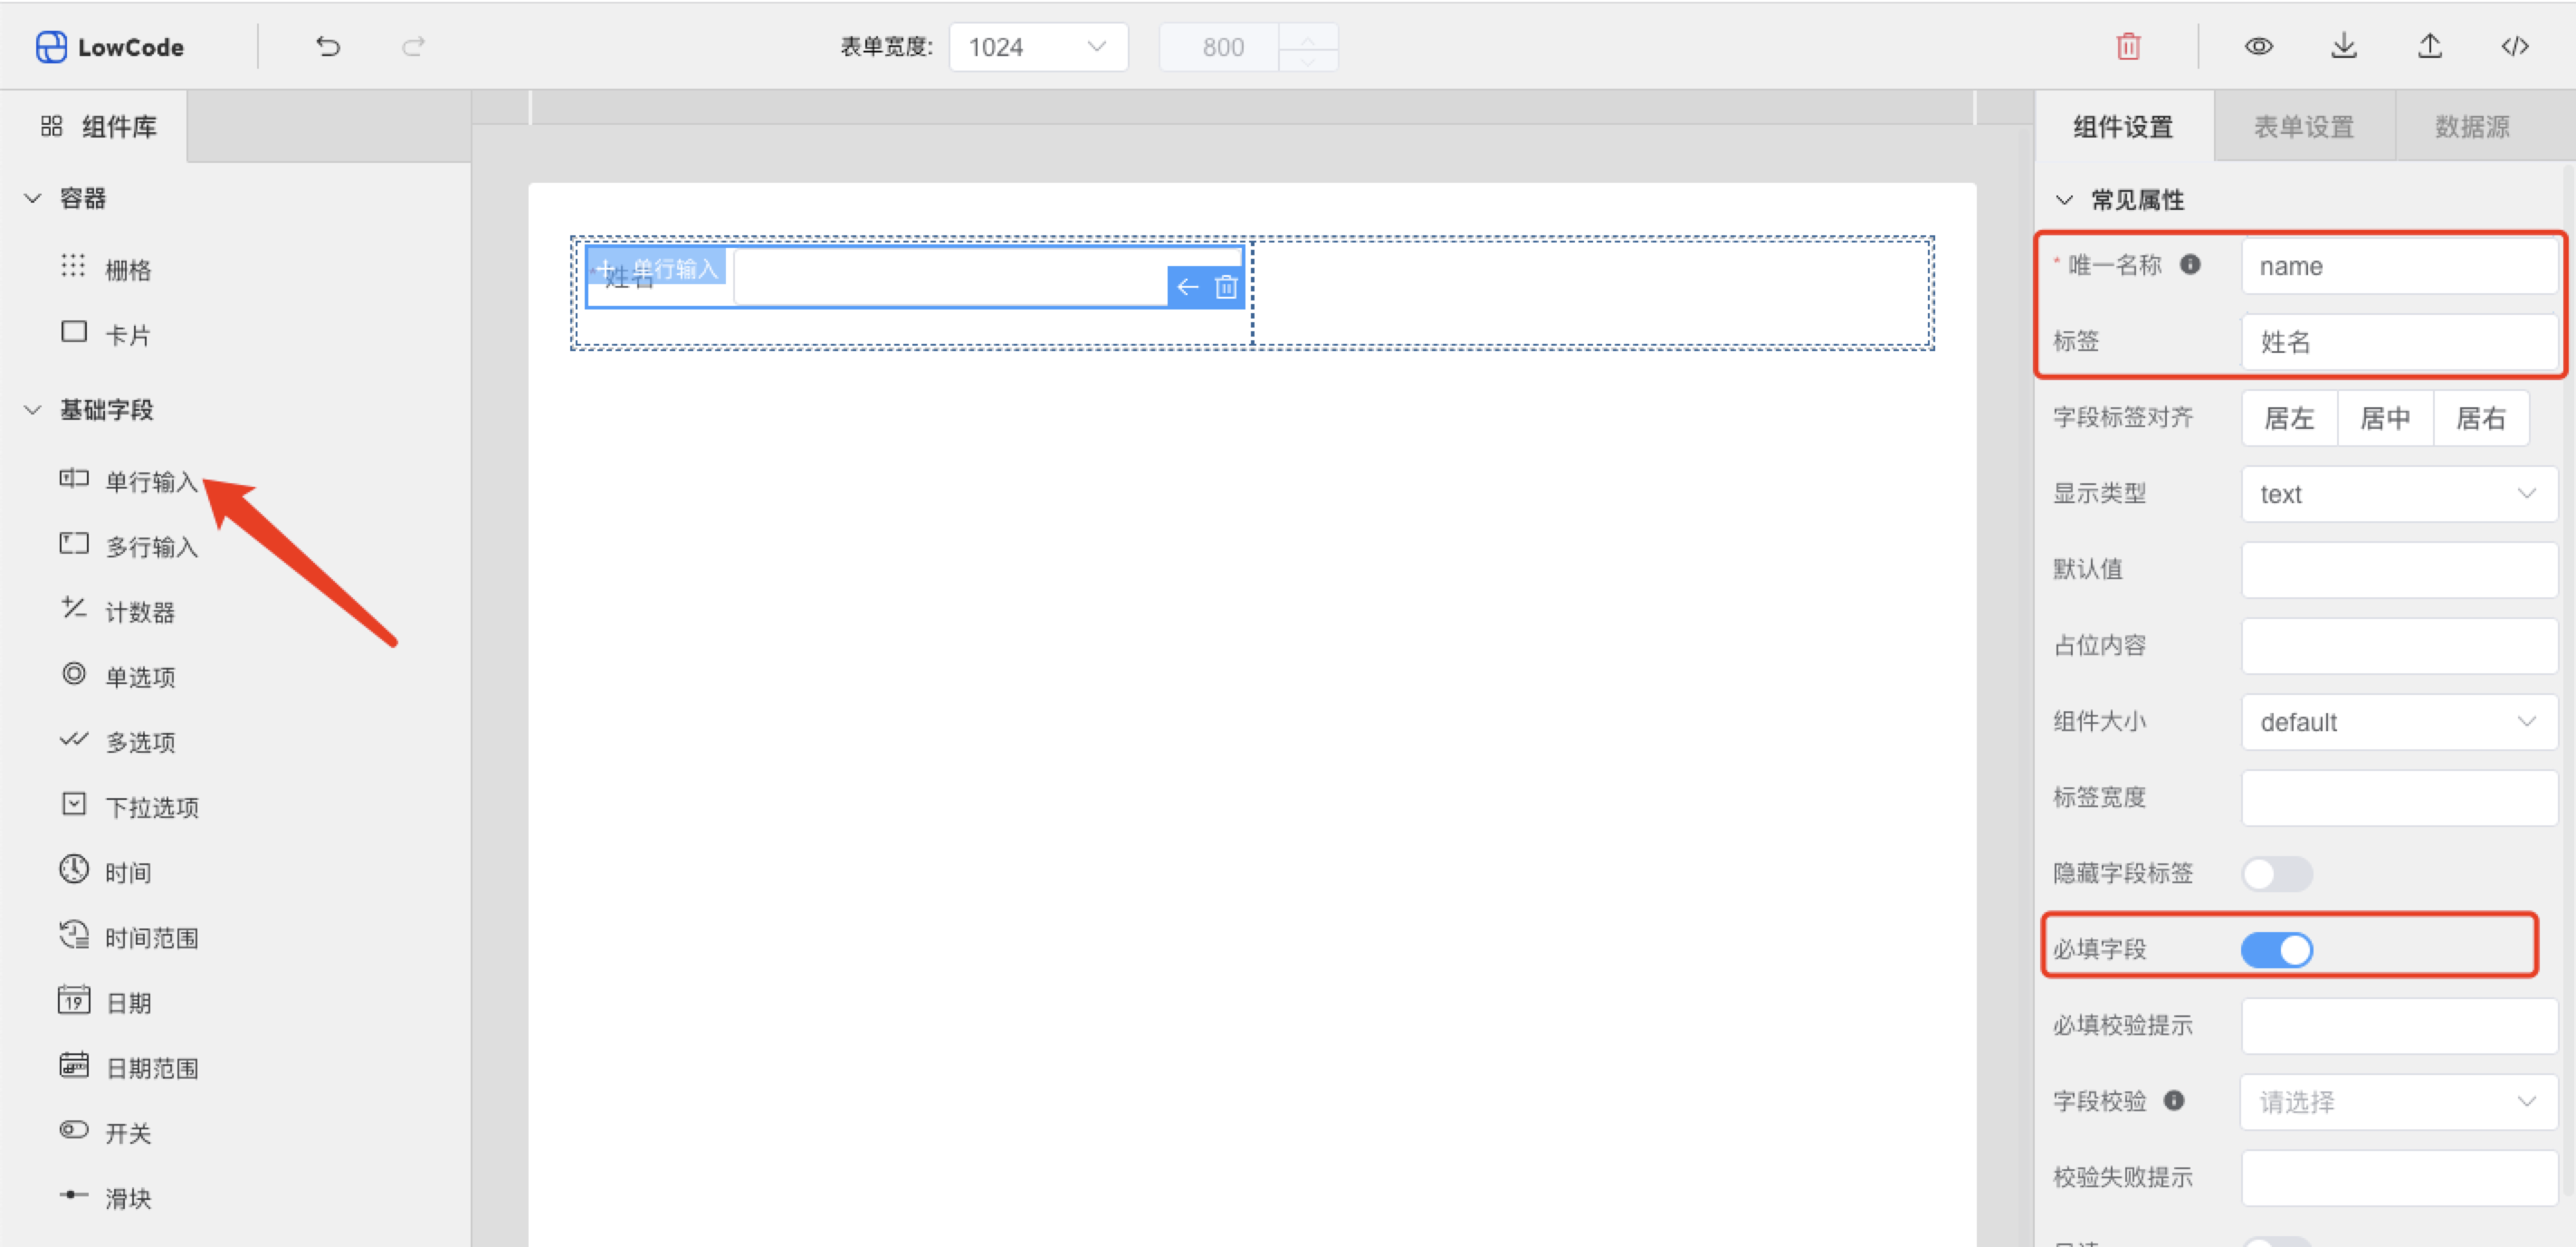 LowCode
表单宽度:
1024
800
组件库
容器
栅格
卡片
基础字段
单行输入
多行输入
计数器
单选项
多选项
下拉选项
时间
时间范围
19
日期
日期范围
开关
滑块
单行输入
* 姓名
组件设置
表单设置
数据源
常见属性
* 唯一名称
name
标签
姓名
字段标签对齐
居左
居中
居右
显示类型
text
默认值
占位内容
组件大小
default
标签宽度
隐藏字段标签
必填字段
必填校验提示
字段校验
请选择
校验失败提示